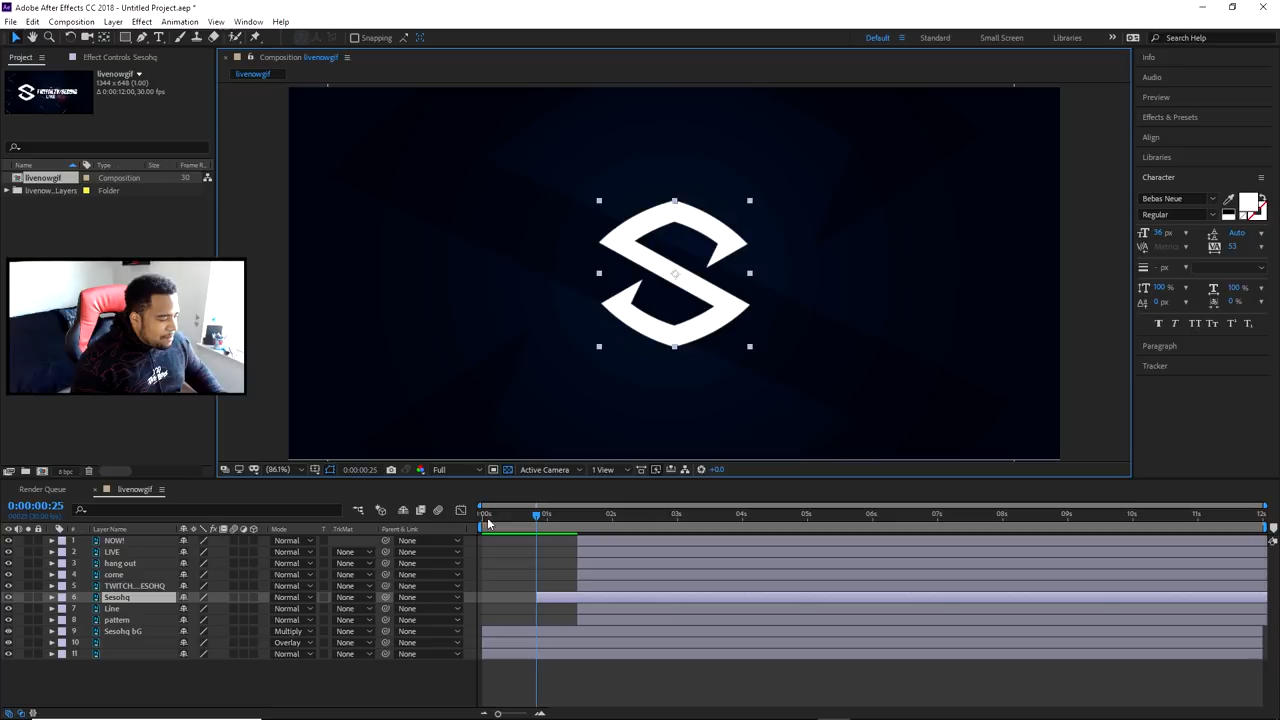 Adobe After Effects CC 2018 - Untitled Project.aep *
File Edit Composition Layer Effect Animation View Window Help
Snapping
Default Standard Small Screen Libraries Search Help
Project Effect Controls Sesohq
Composition livenowgif
livenowgif
livenowgif
1344 x 648 (1.00)
Δ 0:00:12:00, 30.00 fps
Name Type Size Frame R...
livenowgif Composition 30
livenow...Layers Folder
8 bpc
(86.1%) 0:00:00:25 Full Active Camera 1 View +0.0
Info
Audio
Preview
Effects & Presets
Align
Libraries
Character
Bebas Neue
Regular
36 px Auto
Metrics 53
- px
100 % 100 %
0 px 0 %
Paragraph
Tracker
Render Queue livenowgif
0:00:00:25
00025 (30.00 fps)
:00s 01s 02s 03s 04s 05s 06s 07s 08s 09s 10s 11s 12s
# Layer Name Mode T TrkMat Parent & Link
1 NOW! Normal None
2 LIVE Normal None None
3 hang out Normal None None
4 come Normal None None
5 TWITCH....ESOHQ Normal None None
6 Sesohq Normal None None
7 Line Normal None None
8 pattern Normal None None
9 Sesohq bG Multiply None None
10 Overlay None None
11 Normal None None